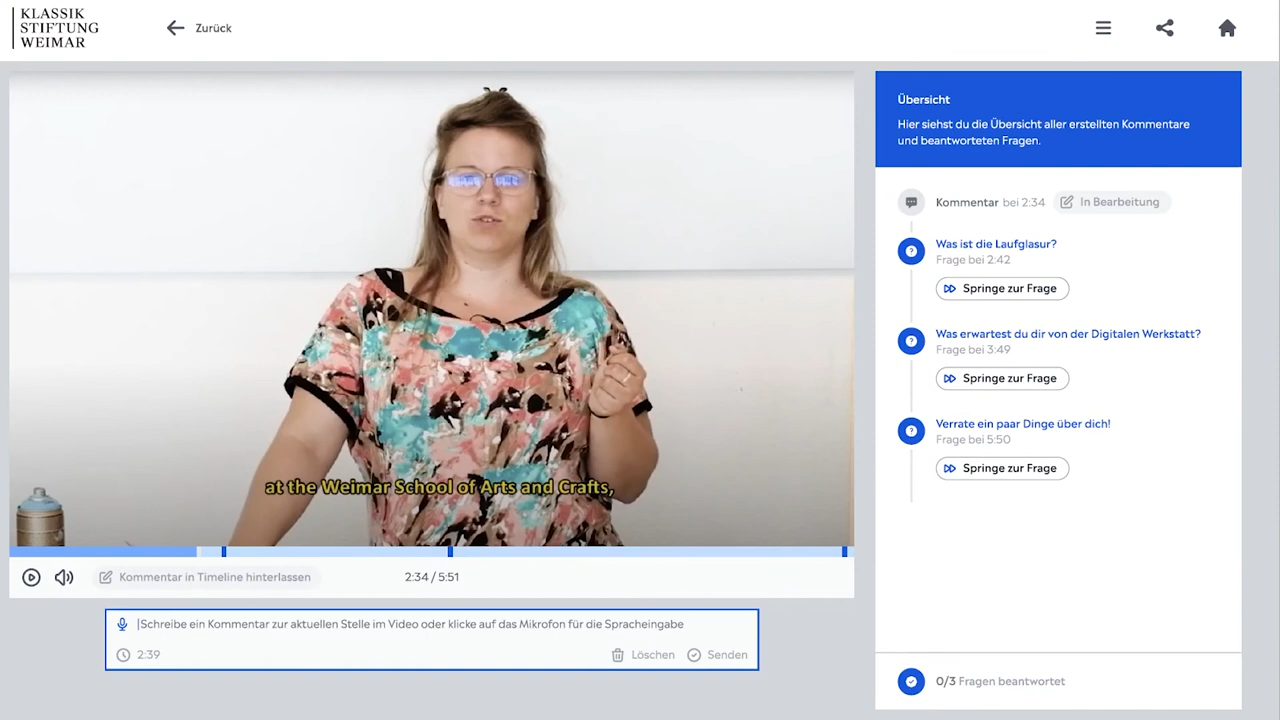 KLASSIK
STIFTUNG
WEIMAR
Zurück
at the Weimar School of Arts and Crafts,
Kommentar in Timeline hinterlassen
2:34 / 5:51
Schreibe ein Kommentar zur aktuellen Stelle im Video oder klicke auf das Mikrofon für die Spracheingabe
2:39
Löschen
Senden
Übersicht
Hier siehst du die Übersicht aller erstellten Kommentare
und beantworteten Fragen.
Kommentar bei 2:34 In Bearbeitung
Was ist die Laufglasur?
Frage bei 2:42
Springe zur Frage
Was erwartest du dir von der Digitalen Werkstatt?
Frage bei 3:49
Springe zur Frage
Verrate ein paar Dinge über dich!
Frage bei 5:50
Springe zur Frage
0/3 Fragen beantwortet